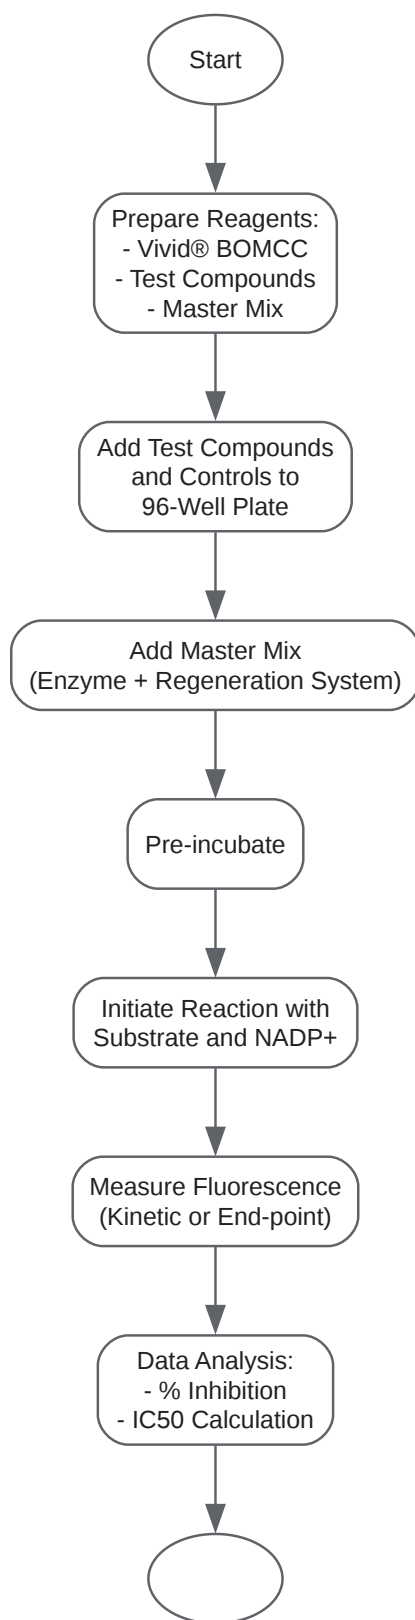 Start
Prepare Reagents:
- Vivid® BOMCC
- Test Compounds
- Master Mix
Add Test Compounds
and Controls to
96-Well Plate
Add Master Mix
(Enzyme + Regeneration System)
Pre-incubate
Initiate Reaction with
Substrate and NADP+
Measure Fluorescence
(Kinetic or End-point)
Data Analysis:
- % Inhibition
- IC50 Calculation